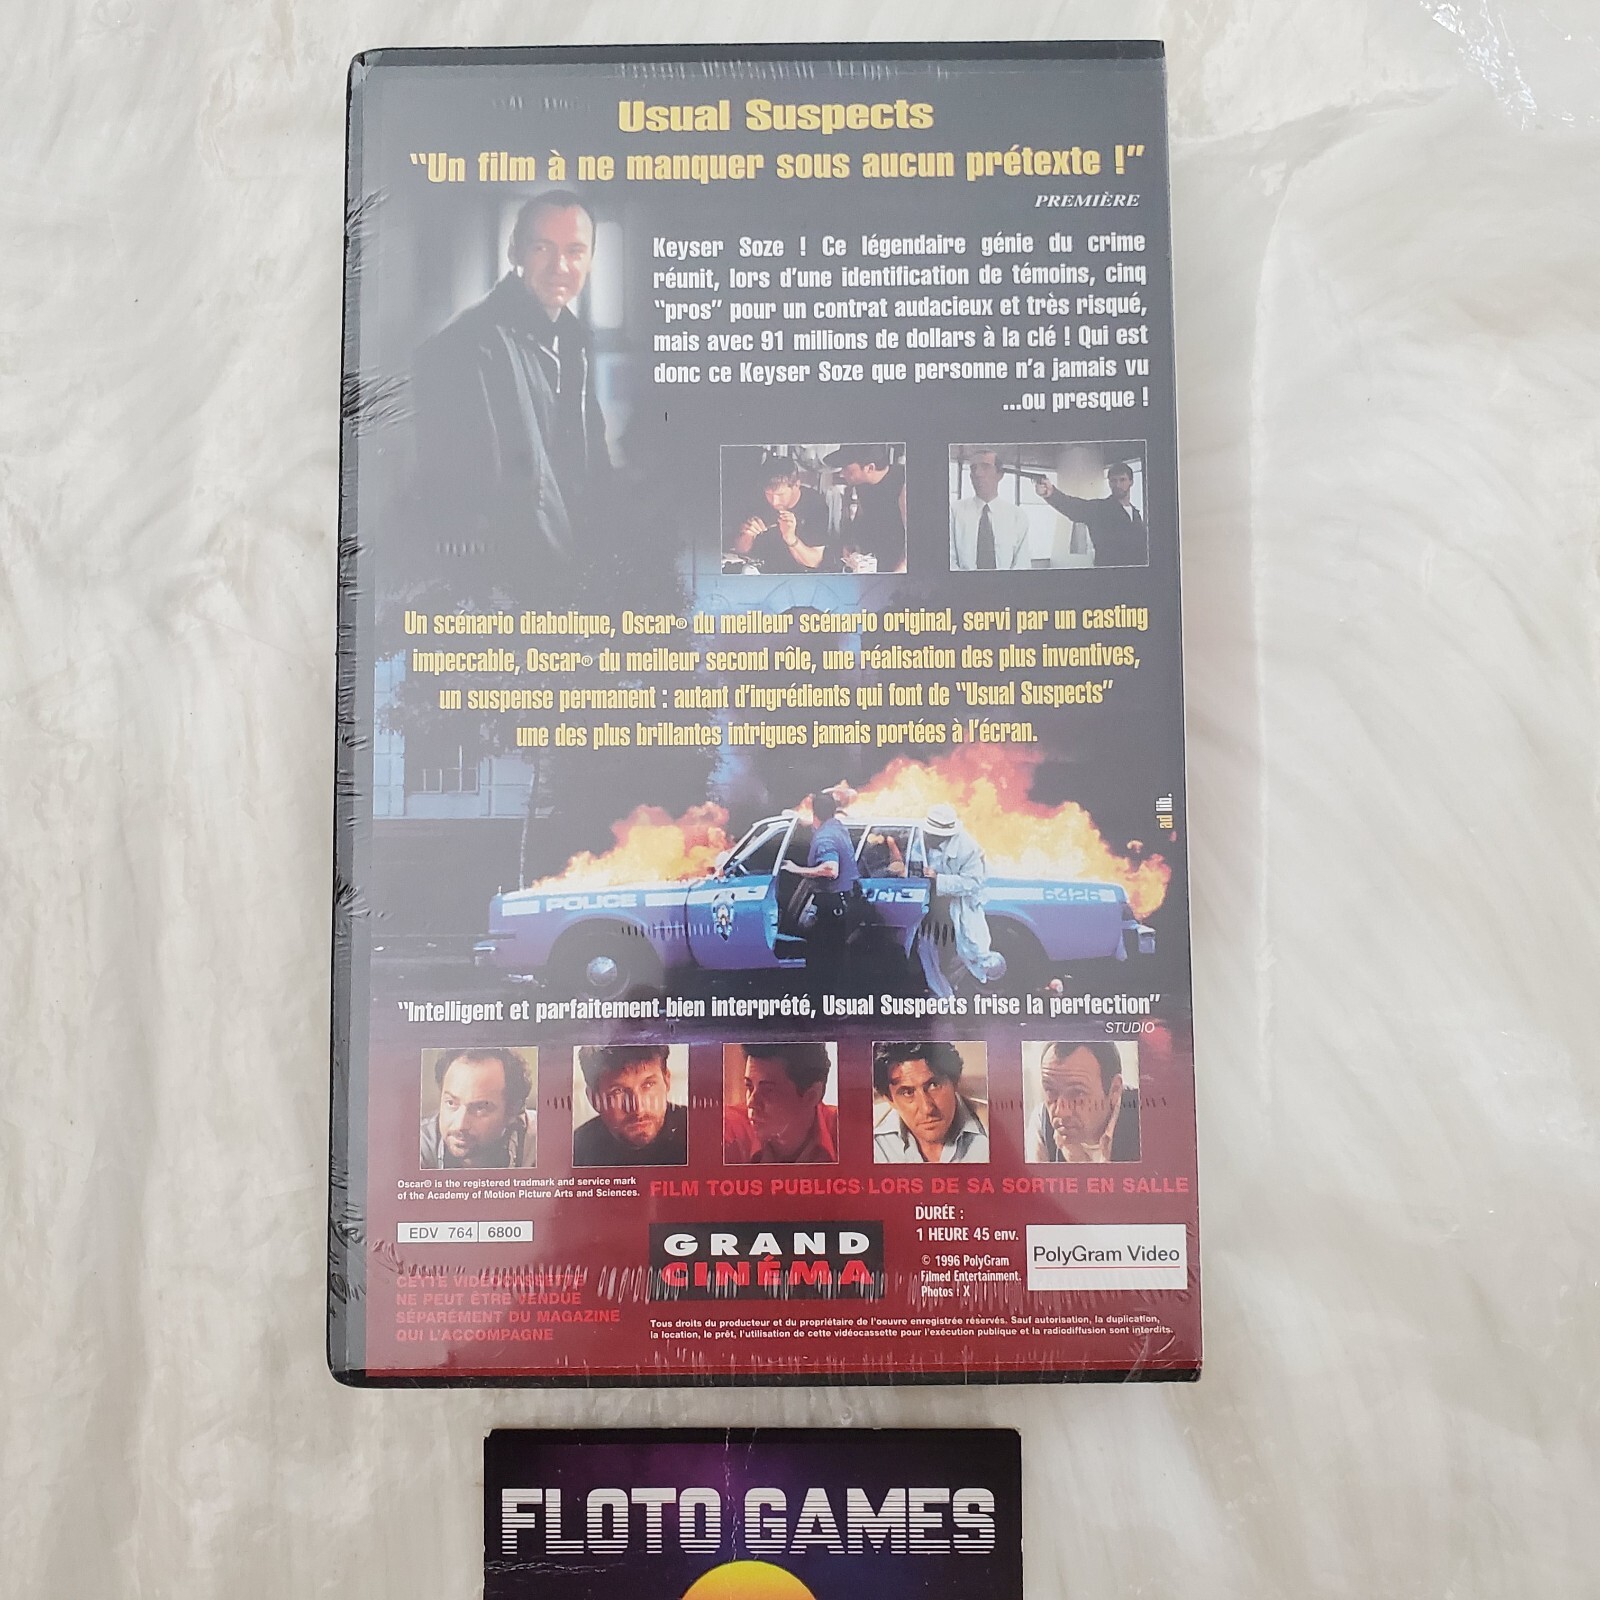 Usual Suspects
"Un film à ne manquer sous aucun prétexte !"
PREMIÈRE
Keyser Soze ! Ce légendaire génie du crime
réunit, lors d'une identification de témoins, cinq
"pros" pour un contrat audacieux et très risqué,
mais avec 91 millions de dollars à la clé ! Qui est
donc ce Keyser Soze que personne n'a jamais vu
...ou presque !
Un scénario diabolique, Oscar® du meilleur scénario original, servi par un casting
impeccable, Oscar® du meilleur second rôle, une réalisation des plus inventives,
un suspense permanent : autant d'ingrédients qui font de "Usual Suspects"
une des plus brillantes intrigues jamais portées à l'écran.
ad lib.
POLICE
6426
"Intelligent et parfaitement bien interprété, Usual Suspects frise la perfection"
STUDIO
Oscar® is the registered tradmark and service mark
of the Academy of Motion Picture Arts and Sciences.
FILM TOUS PUBLICS LORS DE SA SORTIE EN SALLE
EDV 764 6800
CETTE VIDEOCASSETTE
NE PEUT ÊTRE VENDUE
SÉPARÉMENT DU MAGAZINE
QUI L'ACCOMPAGNE
GRAND
CINÉMA
DURÉE :
1 HEURE 45 env.
© 1996 PolyGram
Filmed Entertainment.
Photos : X
PolyGram Video
Tous droits du producteur et du propriétaire de l'oeuvre enregistrée réservés. Sauf autorisation, la duplication,
la location, le prêt, l'utilisation de cette vidéocassette pour l'exécution publique et la radiodiffusion sont interdits.
FLOTO GAMES